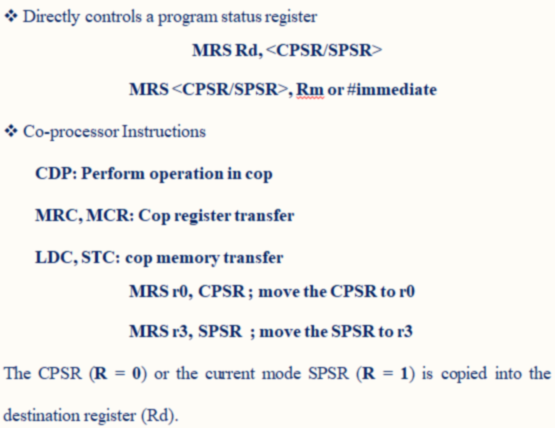 ❖ Directly controls a program status register
MRS Rd, <CPSR/SPSR>
MRS <CPSR/SPSR>, Rm or #immediate
❖ Co-processor Instructions
CDP: Perform operation in cop
MRC, MCR: Cop register transfer
LDC, STC: cop memory transfer
MRS r0, CPSR ; move the CPSR to r0
MRS r3, SPSR ; move the SPSR to r3
The CPSR (R = 0) or the current mode SPSR (R = 1) is copied into the
destination register (Rd).